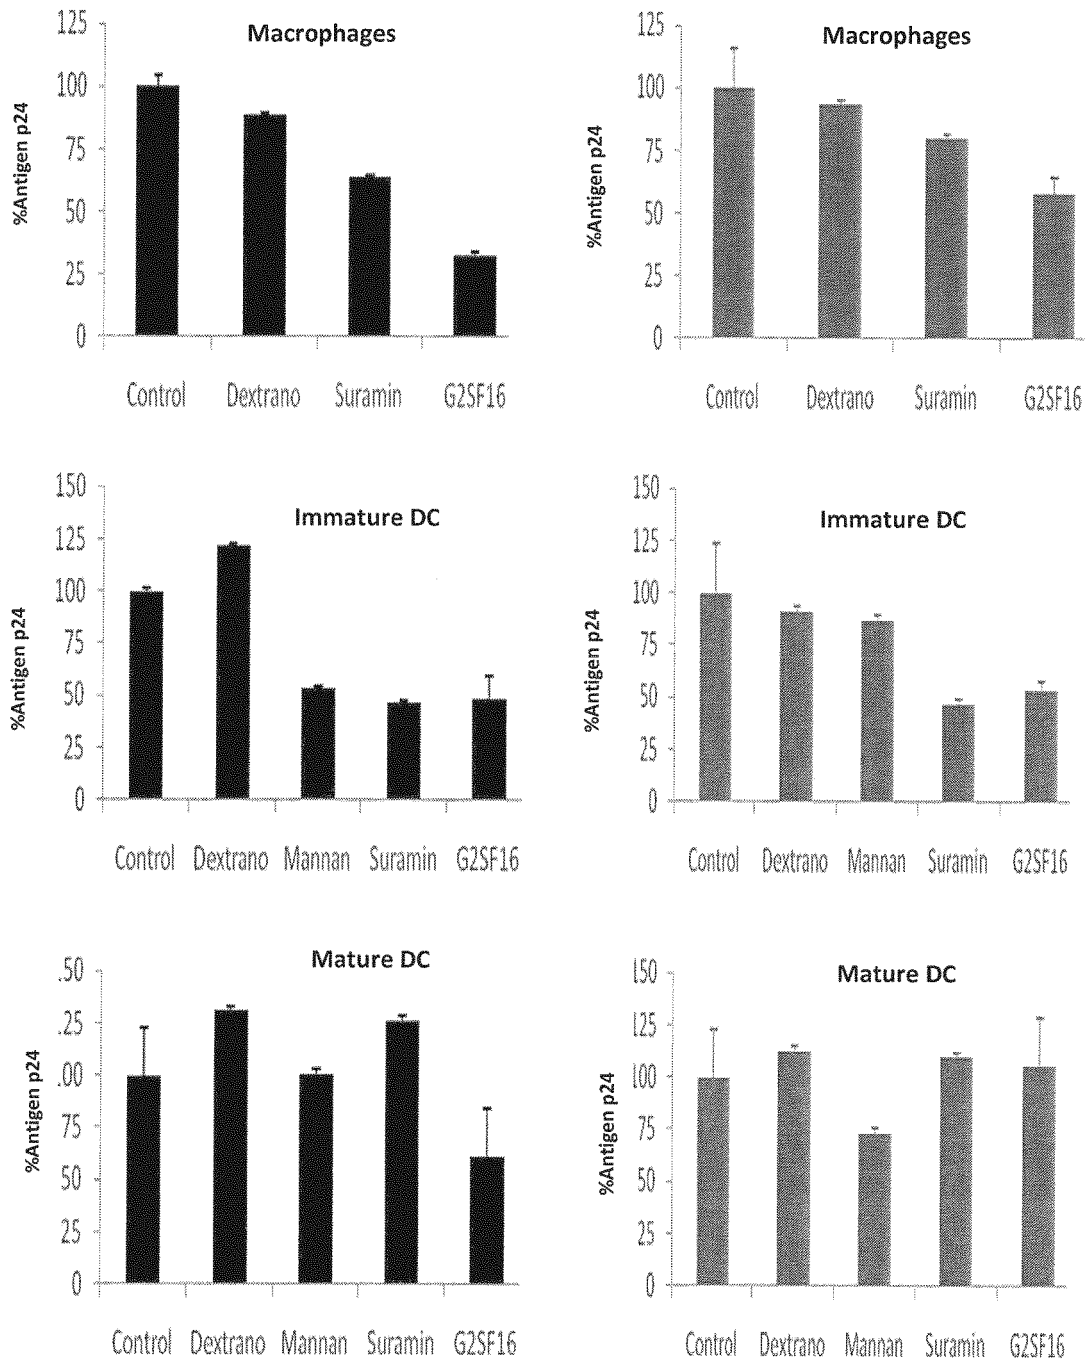 Macrophages
%Antigen p24
125
100
75
50
25
0
Control Dextrano Suramin G2SF16
Macrophages
%Antigen p24
125
100
75
50
25
0
Control Dextrano Suramin G2SF16
Immature DC
%Antigen p24
150
125
100
75
50
25
0
Control Dextrano Mannan Suramin G2SF16
Immature DC
%Antigen p24
150
125
100
75
50
25
0
Control Dextrano Mannan Suramin G2SF16
Mature DC
%Antigen p24
.50
.25
.00
75
50
25
0
Control Dextrano Mannan Suramin G2SF16
Mature DC
%Antigen p24
150
125
100
75
50
25
0
Control Dextrano Mannan Suramin G2SF16